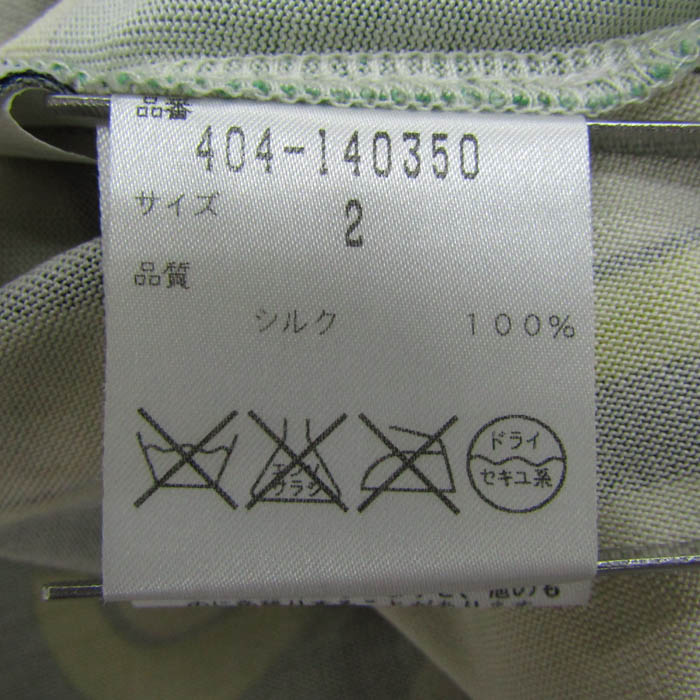 品番
404-140350
サイズ 2
品質
シルク 100%
エンソ
サラシ
ドライ
セキユ系